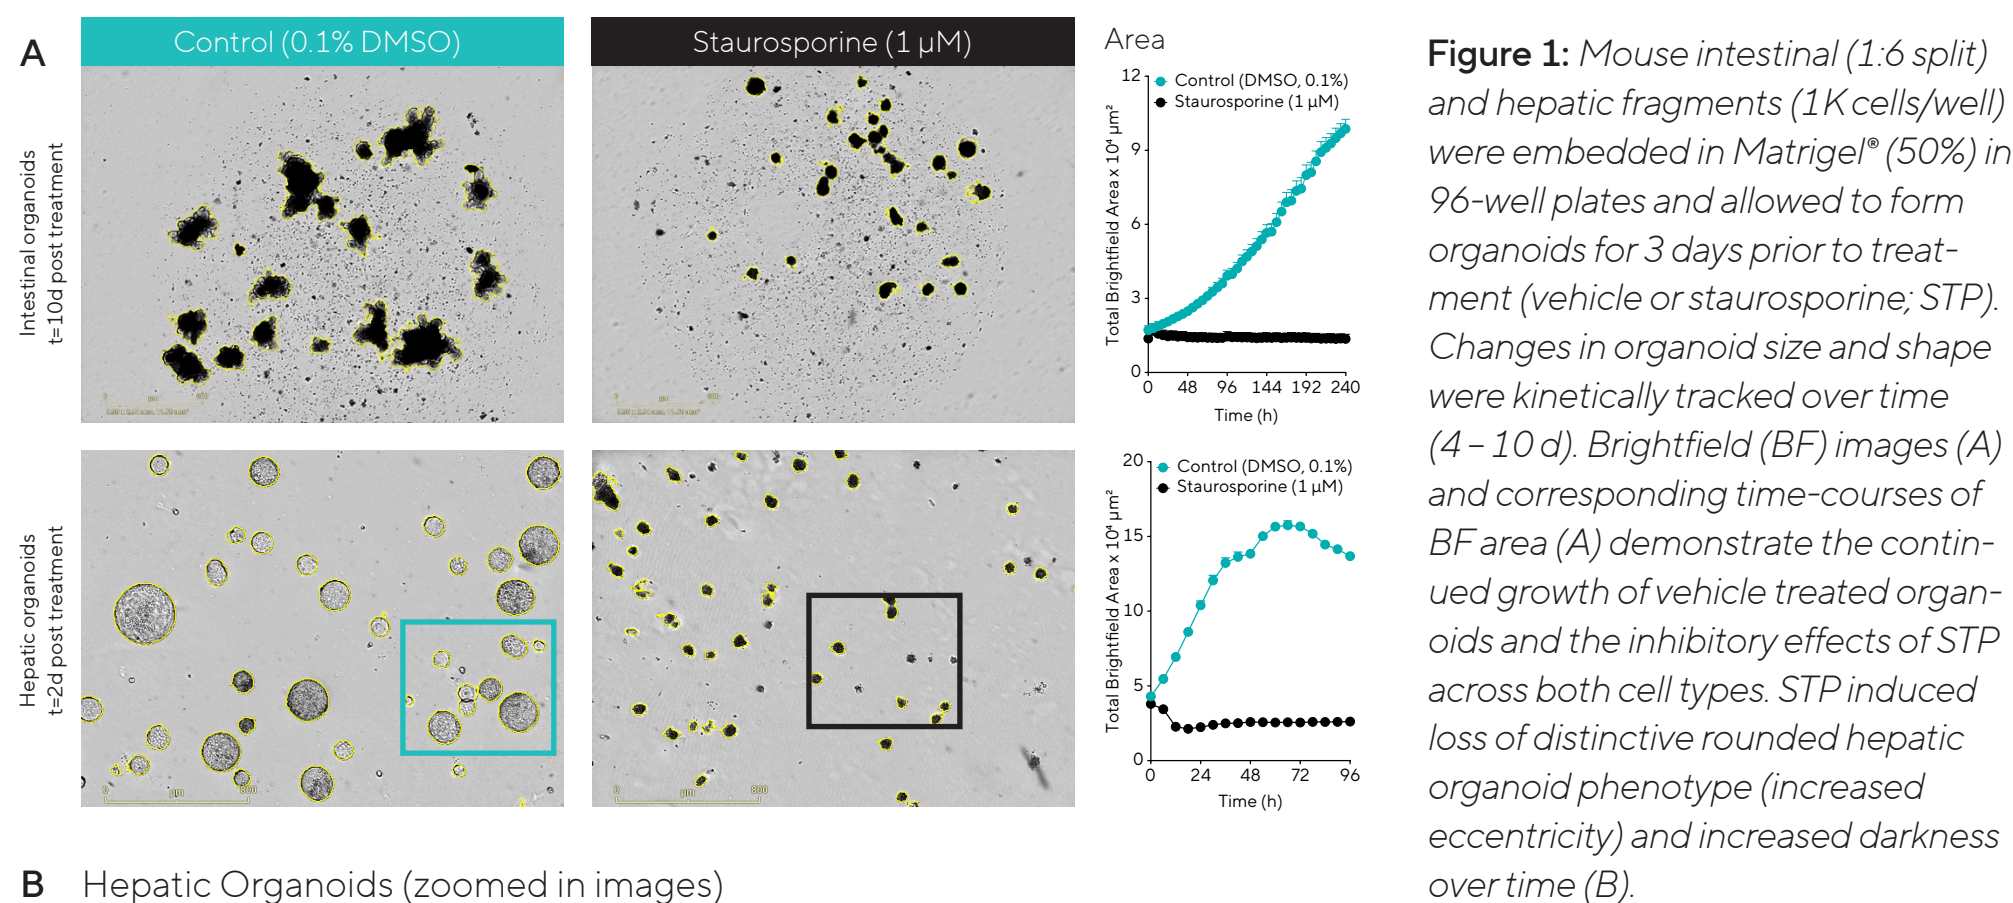 A
Control (0.1% DMSO)
Staurosporine (1 µM)
Intestinal organoids
t=10d post treatment
Area
Total Brightfield Area x 10⁴ µm²
12
9
6
3
0
Control (DMSO, 0.1%)
Staurosporine (1 µM)
0 48 96 144 192 240
Time (h)
µm
Hepatic organoids
t=2d post treatment
0 µm 800
0 µm 800
Total Brightfield Area x 10⁴ µm²
20
15
10
5
0
Control (DMSO, 0.1%)
Staurosporine (1 µM)
0 24 48 72 96
Time (h)
Figure 1: Mouse intestinal (1:6 split)
and hepatic fragments (1K cells/well)
were embedded in Matrigel® (50%) in
96-well plates and allowed to form
organoids for 3 days prior to treat-
ment (vehicle or staurosporine; STP).
Changes in organoid size and shape
were kinetically tracked over time
(4 – 10 d). Brightfield (BF) images (A)
and corresponding time-courses of
BF area (A) demonstrate the contin-
ued growth of vehicle treated organ-
oids and the inhibitory effects of STP
across both cell types. STP induced
loss of distinctive rounded hepatic
organoid phenotype (increased
eccentricity) and increased darkness
over time (B).
B Hepatic Organoids (zoomed in images)